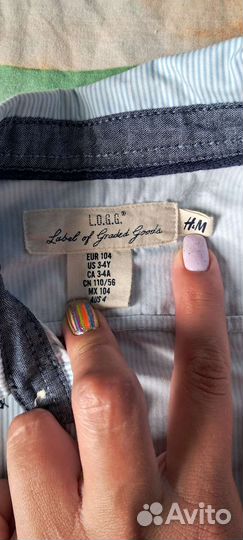 L.O.G.G.®
Label of Graded Goods
H&M
EUR 104
US 3-4Y
CA 3-4A
CN 110/56
MX 104
AUS 4
Avito